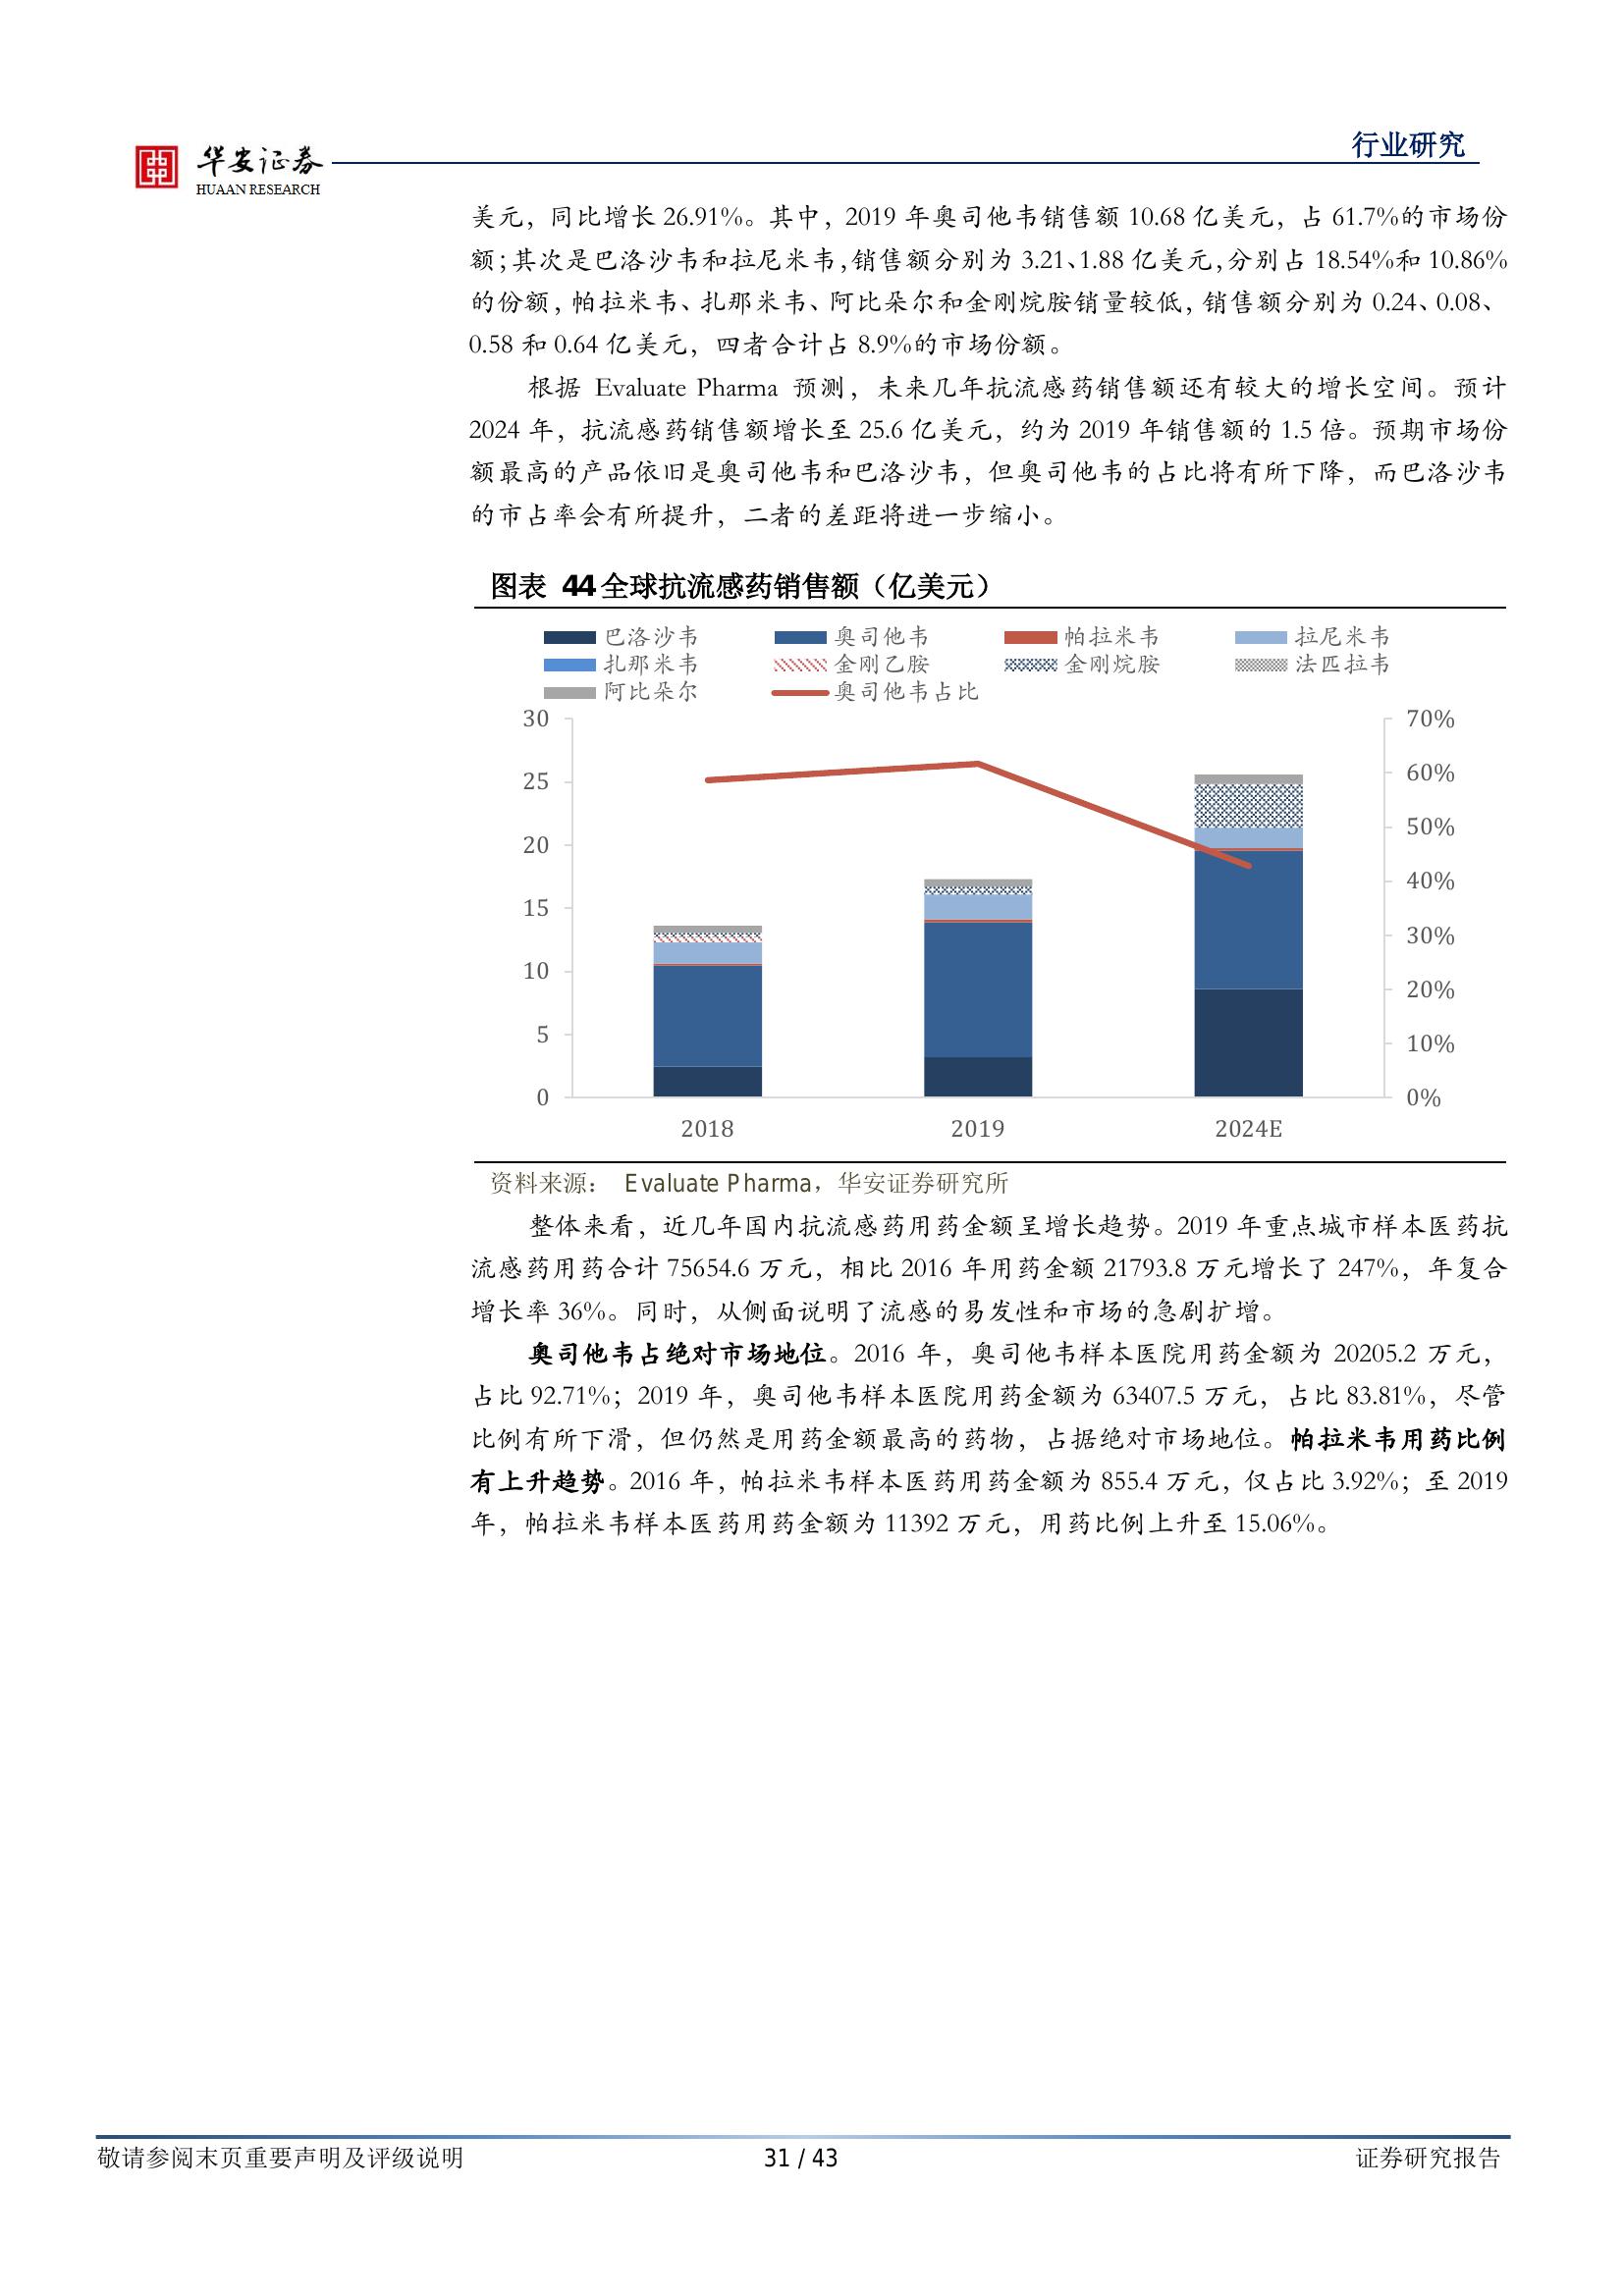 华安证券
HUAAN RESEARCH
行业研究
美元，同比增长 26.91%。其中，2019 年奥司他韦销售额 10.68 亿美元，占 61.7%的市场份
额；其次是巴洛沙韦和拉尼米韦，销售额分别为 3.21、1.88 亿美元，分别占 18.54%和 10.86%
的份额，帕拉米韦、扎那米韦、阿比朵尔和金刚烷胺销量较低，销售额分别为 0.24、0.08、
0.58 和 0.64 亿美元，四者合计占 8.9%的市场份额。
根据 Evaluate Pharma 预测，未来几年抗流感药销售额还有较大的增长空间。预计
2024 年，抗流感药销售额增长至 25.6 亿美元，约为 2019 年销售额的 1.5 倍。预期市场份
额最高的产品依旧是奥司他韦和巴洛沙韦，但奥司他韦的占比将有所下降，而巴洛沙韦
的市占率会有所提升，二者的差距将进一步缩小。
图表 44 全球抗流感药销售额（亿美元）
巴洛沙韦 奥司他韦 帕拉米韦 拉尼米韦
扎那米韦 金刚乙胺 金刚烷胺 法匹拉韦
阿比朵尔 奥司他韦占比
30 70%
25 60%
20 50%
15 40%
10 30%
5 20%
0 10%
0%
2018 2019 2024E
资料来源： Evaluate Pharma，华安证券研究所
整体来看，近几年国内抗流感药用药金额呈增长趋势。2019 年重点城市样本医药抗
流感药用药合计 75654.6 万元，相比 2016 年用药金额 21793.8 万元增长了 247%，年复合
增长率 36%。同时，从侧面说明了流感的易发性和市场的急剧扩增。
奥司他韦占绝对市场地位。2016 年，奥司他韦样本医院用药金额为 20205.2 万元，
占比 92.71%；2019 年，奥司他韦样本医院用药金额为 63407.5 万元，占比 83.81%，尽管
比例有所下滑，但仍然是用药金额最高的药物，占据绝对市场地位。帕拉米韦用药比例
有上升趋势。2016 年，帕拉米韦样本医药用药金额为 855.4 万元，仅占比 3.92%；至 2019
年，帕拉米韦样本医药用药金额为 11392 万元，用药比例上升至 15.06%。
敬请参阅末页重要声明及评级说明 31 / 43 证券研究报告